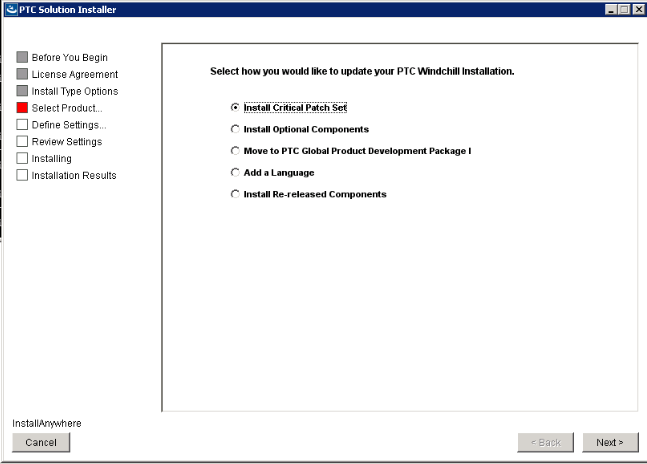 PTC Solution Installer
Before You Begin
License Agreement
Install Type Options
Select Product...
Define Settings...
Review Settings
Installing
Installation Results
Select how you would like to update your PTC Windchill Installation.
Install Critical Patch Set
Install Optional Components
Move to PTC Global Product Development Package I
Add a Language
Install Re-released Components
InstallAnywhere
Cancel
< Back
Next >